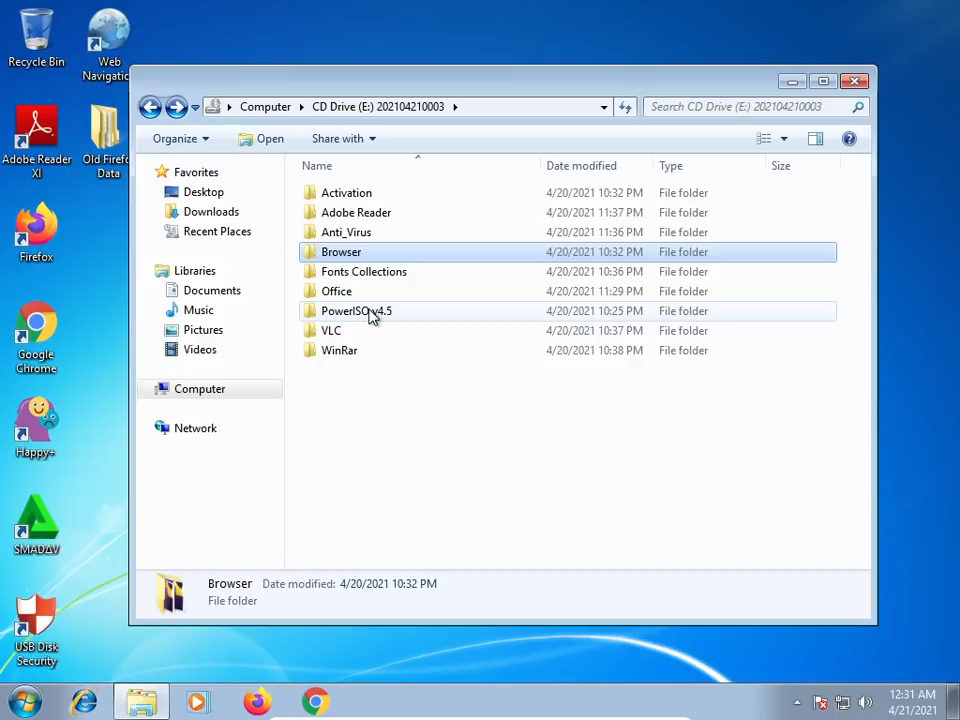 Recycle Bin
Web
Navigatic
Adobe Reader
XI
Old Firefo
Data
Firefox
Google
Chrome
Happy+
SMADAV
USB Disk
Security
Computer
CD Drive (E:) 202104210003
Search CD Drive (E:) 202104210003
Organize
Open
Share with
Favorites
Desktop
Downloads
Recent Places
Libraries
Documents
Music
Pictures
Videos
Computer
Network
Name Date modified Type Size
Activation 4/20/2021 10:32 PM File folder
Adobe Reader 4/20/2021 11:37 PM File folder
Anti_Virus 4/20/2021 11:36 PM File folder
Browser 4/20/2021 10:32 PM File folder
Fonts Collections 4/20/2021 10:36 PM File folder
Office 4/20/2021 11:29 PM File folder
PowerISO v4.5 4/20/2021 10:25 PM File folder
VLC 4/20/2021 10:37 PM File folder
WinRar 4/20/2021 10:38 PM File folder
Browser Date modified: 4/20/2021 10:32 PM
File folder
12:31 AM
4/21/2021